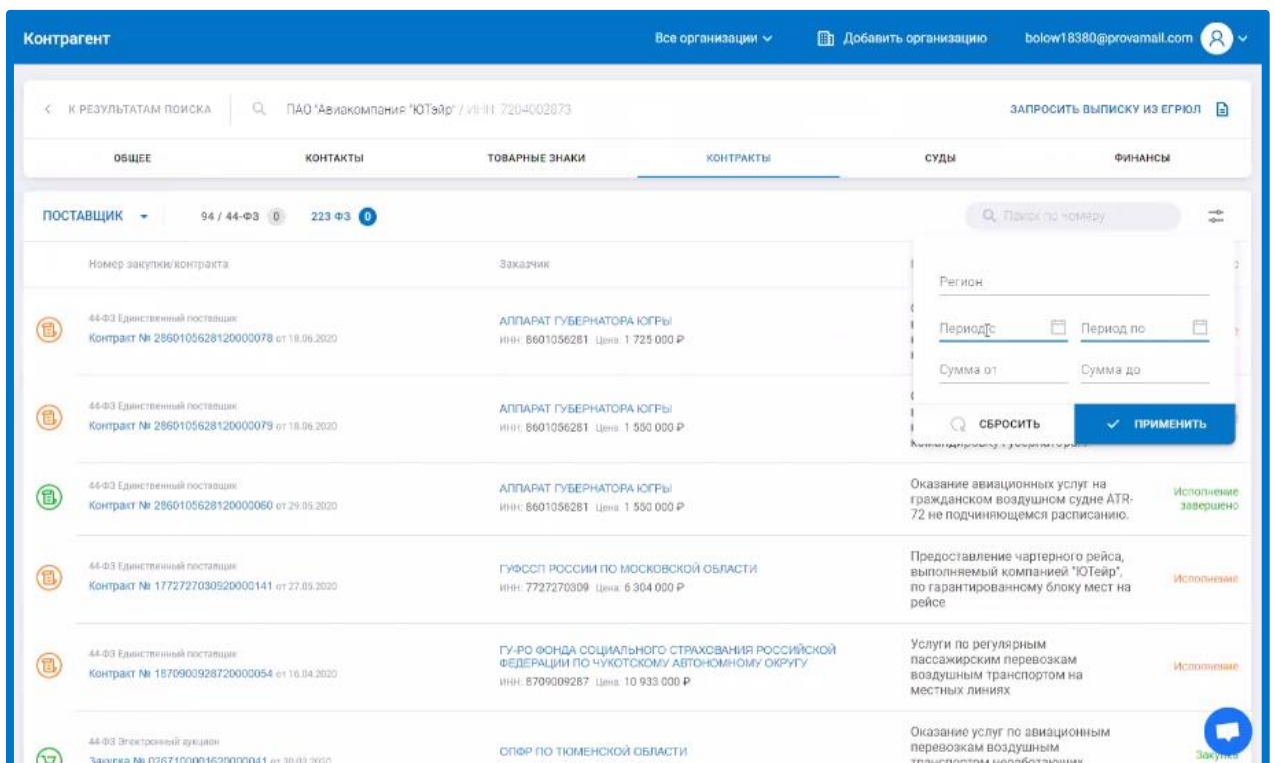 Контрагент
Все организации
Добавить организацию
bolow18380@provamail.com
К РЕЗУЛЬТАТАМ ПОИСКА
ПАО "Авиакомпания "ЮТэйр" / ИНН: 7204002873
ЗАПРОСИТЬ ВЫПИСКУ ИЗ ЕГРЮЛ
ОБЩЕЕ
КОНТАКТЫ
ТОВАРНЫЕ ЗНАКИ
КОНТРАКТЫ
СУДЫ
ФИНАНСЫ
ПОСТАВЩИК
94 / 44-ФЗ 0
223 ФЗ 0
Поиск по номеру
Номер закупки/контракта
Заказчик
Регион
Период с
Период по
Сумма от
Сумма до
СБРОСИТЬ
ПРИМЕНИТЬ
44-ФЗ Единственный поставщик
Контракт № 2860105628120000078 от 18.06.2020
АППАРАТ ГУБЕРНАТОРА ЮГРЫ
ИНН: 8601056281 Цена: 1 725 000 ₽
44-ФЗ Единственный поставщик
Контракт № 2860105628120000079 от 18.06.2020
АППАРАТ ГУБЕРНАТОРА ЮГРЫ
ИНН: 8601056281 Цена: 1 550 000 ₽
44-ФЗ Единственный поставщик
Контракт № 2860105628120000060 от 29.05.2020
АППАРАТ ГУБЕРНАТОРА ЮГРЫ
ИНН: 8601056281 Цена: 1 550 000 ₽
Оказание авиационных услуг на
гражданском воздушном судне ATR-
72 не подчиняющемся расписанию.
Исполнение
завершено
44-ФЗ Единственный поставщик
Контракт № 1772727030920000141 от 27.05.2020
ГУФССП РОССИИ ПО МОСКОВСКОЙ ОБЛАСТИ
ИНН: 7727270309 Цена: 6 304 000 ₽
Предоставление чартерного рейса,
выполняемый компанией "ЮТейр",
по гарантированному блоку мест на
рейсе
Исполнение
44-ФЗ Единственный поставщик
Контракт № 1870900928720000054 от 16.04.2020
ГУ-РО ФОНДА СОЦИАЛЬНОГО СТРАХОВАНИЯ РОССИЙСКОЙ
ФЕДЕРАЦИИ ПО ЧУКОТСКОМУ АВТОНОМНОМУ ОКРУГУ
ИНН: 8709009287 Цена: 10 933 000 ₽
Услуги по регулярным
пассажирским перевозкам
воздушным транспортом на
местных линиях
Исполнение
44-ФЗ Электронный аукцион
Закупка № 0267100001620000041 от 30.03.2020
ОПФР ПО ТЮМЕНСКОЙ ОБЛАСТИ
Оказание услуг по авиационным
перевозкам воздушным
транспортом неработающих
Закупка